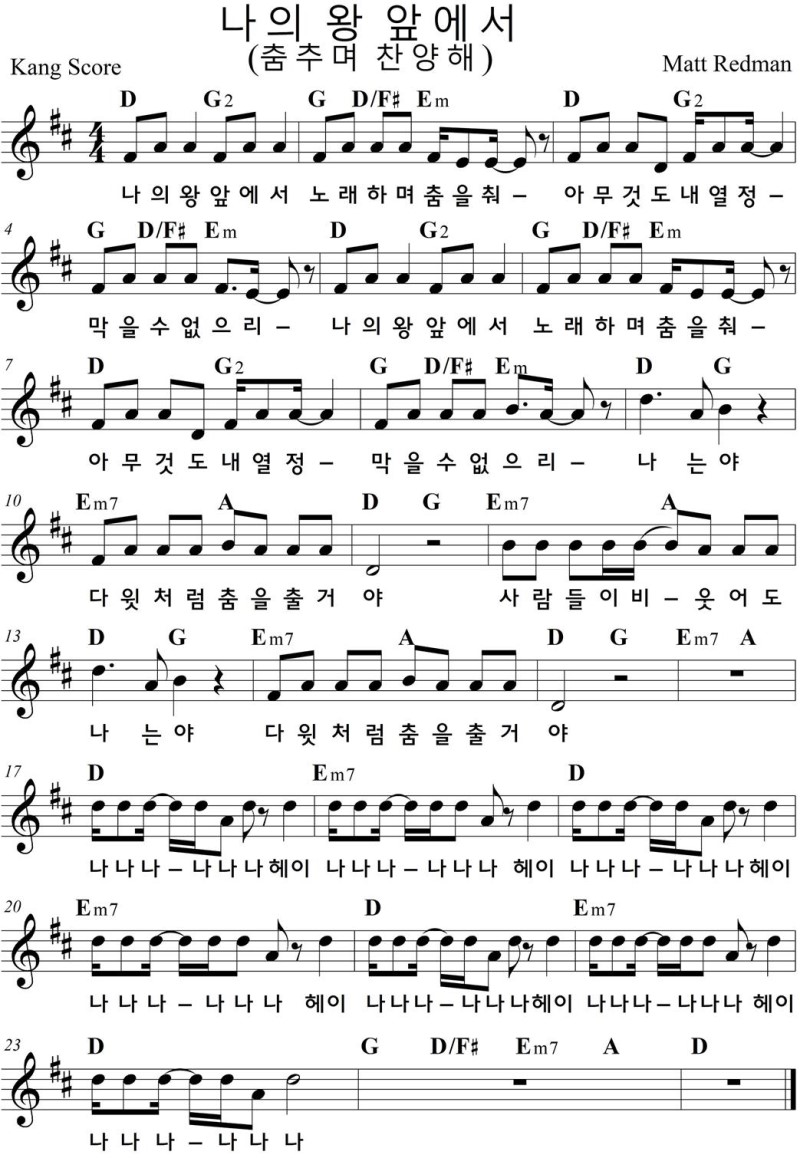 나의 왕 앞에서
(춤추며 찬양해)
Kang Score
Matt Redman
D G2 G D/F# Em D G2
나 의 왕 앞 에 서 노 래 하 며 춤 을 춰 – 아 무 것 도 내 열 정 –
4
G D/F# Em D G2 G D/F# Em
막 을 수 없 으 리 – 나 의 왕 앞 에 서 노 래 하 며 춤 을 춰 –
7
D G2 G D/F# Em D G
아 무 것 도 내 열 정 – 막 을 수 없 으 리 – 나 는 야
10
Em7 A D G Em7 A
다 윗 처 럼 춤 을 출 거 야 사 람 들 이 비 – 웃 어 도
13
D G Em7 A D G Em7 A
나 는 야 다 윗 처 럼 춤 을 출 거 야
17
D Em7 D
나 나 나 – 나 나 나 헤이 나 나 나 – 나 나 나 헤이 나 나 나 – 나 나 나 헤이
20
Em7 D Em7
나 나 나 – 나 나 나 헤이 나 나 나 – 나 나 나 헤이 나 나 나 – 나 나 나 헤이
23
D G D/F# Em7 A D
나 나 나 – 나 나 나